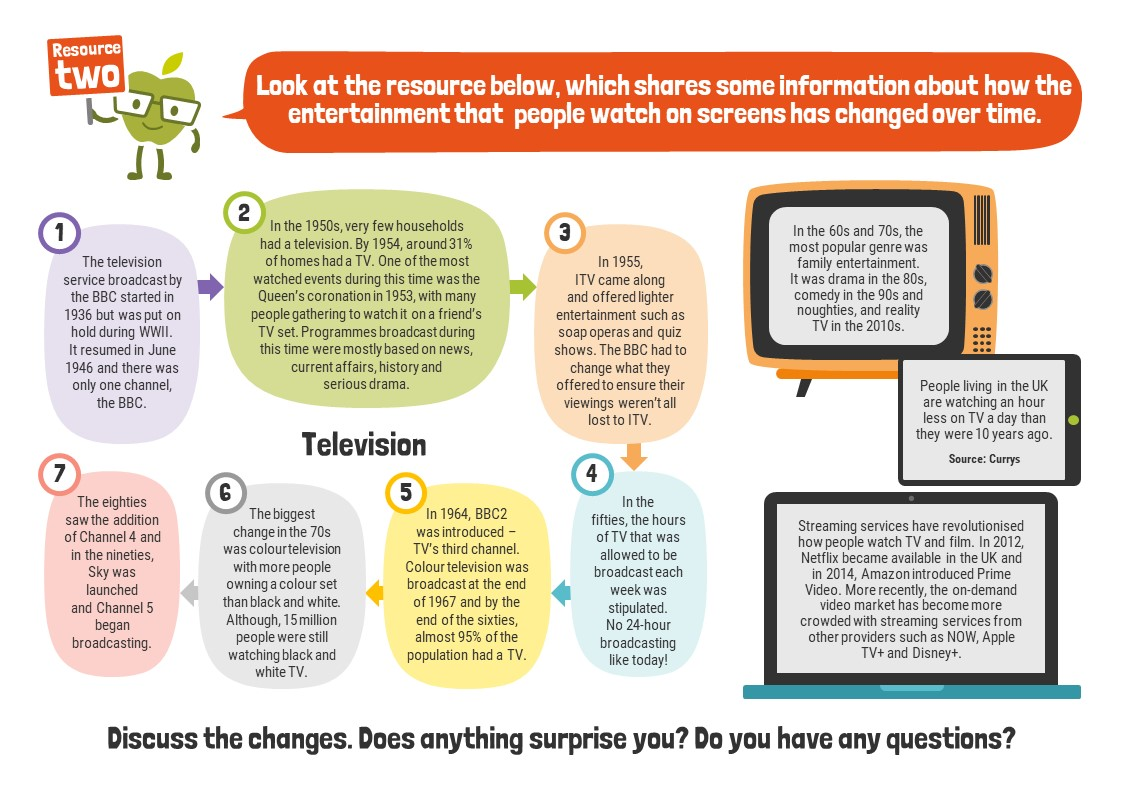 Resource
two
Look at the resource below, which shares some information about how the
entertainment that people watch on screens has changed over time.
1
The television
service broadcast by
the BBC started in
1936 but was put on
hold during WWII.
It resumed in June
1946 and there was
only one channel,
the BBC.
2
In the 1950s, very few households
had a television. By 1954, around 31%
of homes had a TV. One of the most
watched events during this time was the
Queen's coronation in 1953, with many
people gathering to watch it on a friend's
TV set. Programmes broadcast during
this time were mostly based on news,
current affairs, history and
serious drama.
3
In 1955,
ITV came along
and offered lighter
entertainment such as
soap operas and quiz
shows. The BBC had to
change what they
offered to ensure their
viewings weren't all
lost to ITV.
Television
4
In the
fifties, the hours
of TV that was
allowed to be
broadcast each
week was
stipulated.
No 24-hour
broadcasting
like today!
5
In 1964, BBC2
was introduced –
TV's third channel.
Colour television was
broadcast at the end
of 1967 and by the
end of the sixties,
almost 95% of the
population had a TV.
6
The biggest
change in the 70s
was colour television
with more people
owning a colour set
than black and white.
Although, 15 million
people were still
watching black and
white TV.
7
The eighties
saw the addition
of Channel 4 and
in the nineties,
Sky was
launched
and Channel 5
began
broadcasting.
In the 60s and 70s, the
most popular genre was
family entertainment.
It was drama in the 80s,
comedy in the 90s and
noughties, and reality
TV in the 2010s.
People living in the UK
are watching an hour
less on TV a day than
they were 10 years ago.
Source: Currys
Streaming services have revolutionised
how people watch TV and film. In 2012,
Netflix became available in the UK and
in 2014, Amazon introduced Prime
Video. More recently, the on-demand
video market has become more
crowded with streaming services from
other providers such as NOW, Apple
TV+ and Disney+.
Discuss the changes. Does anything surprise you? Do you have any questions?